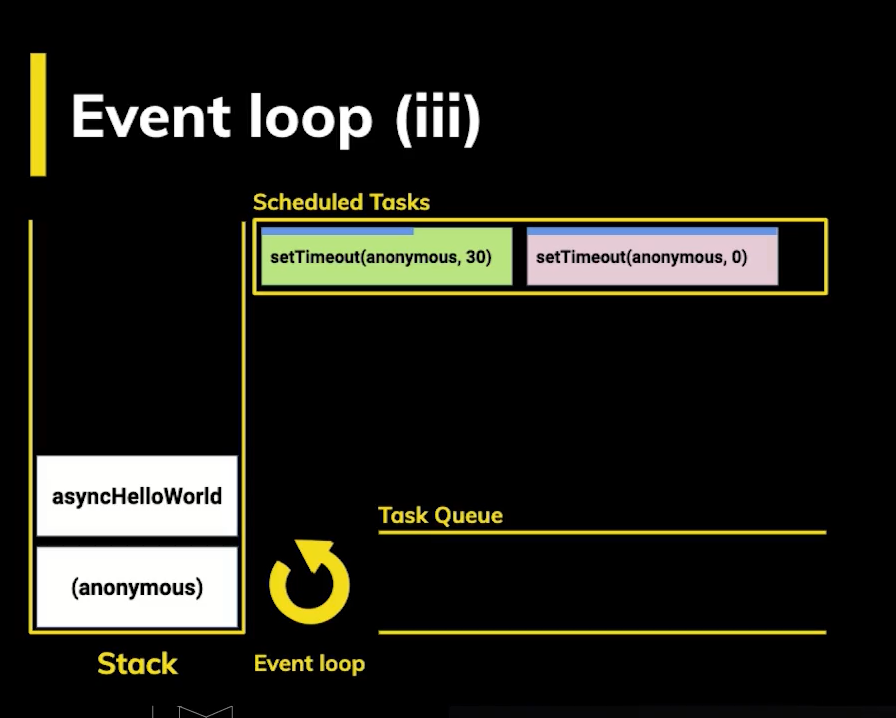 Event loop (iii)
Scheduled Tasks
setTimeout(anonymous, 30)
setTimeout(anonymous, 0)
asyncHelloWorld
(anonymous)
Task Queue
Stack
Event loop